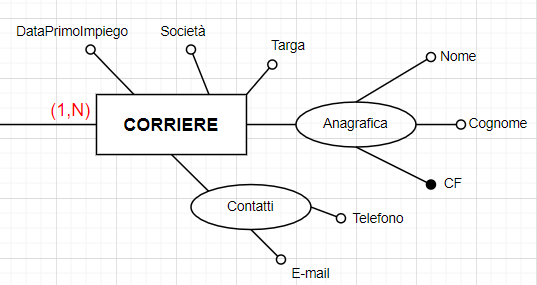 DataPrimoImpiego
Società
Targa
Nome
(1,N)
CORRIERE
Anagrafica
Cognome
CF
Contatti
Telefono
E-mail